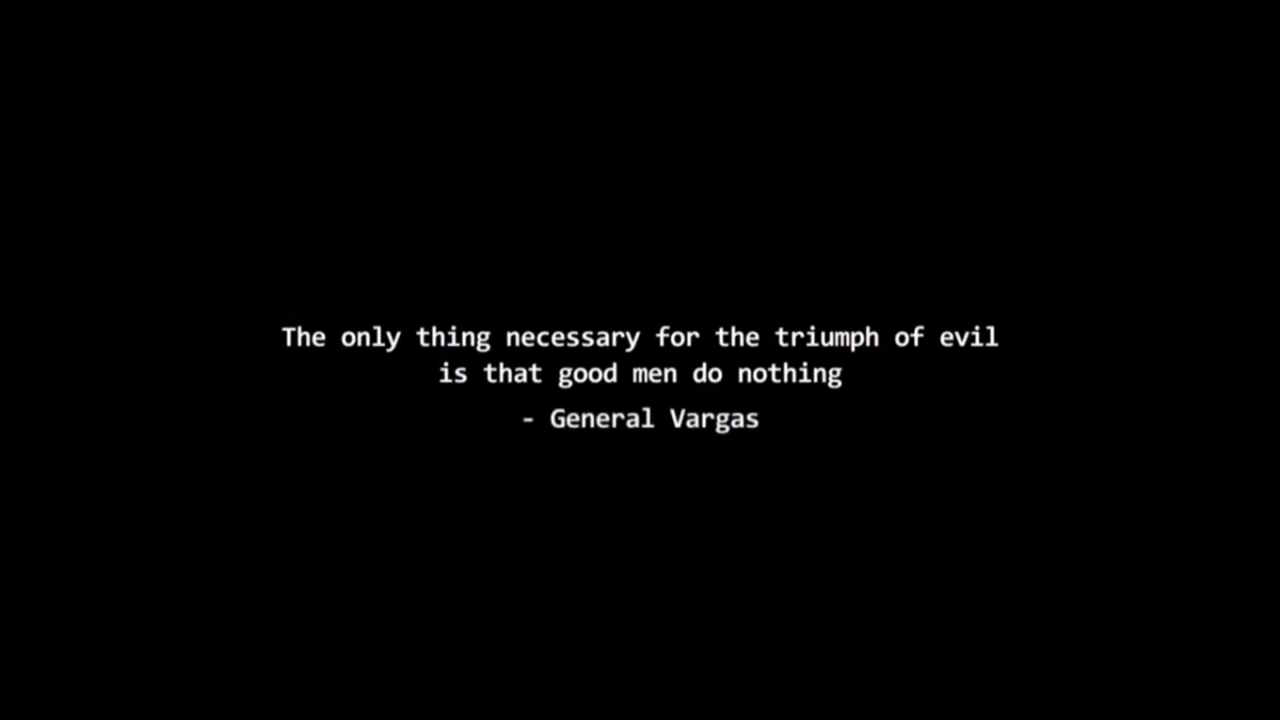 The only thing necessary for the triumph of evil
is that good men do nothing
- General Vargas